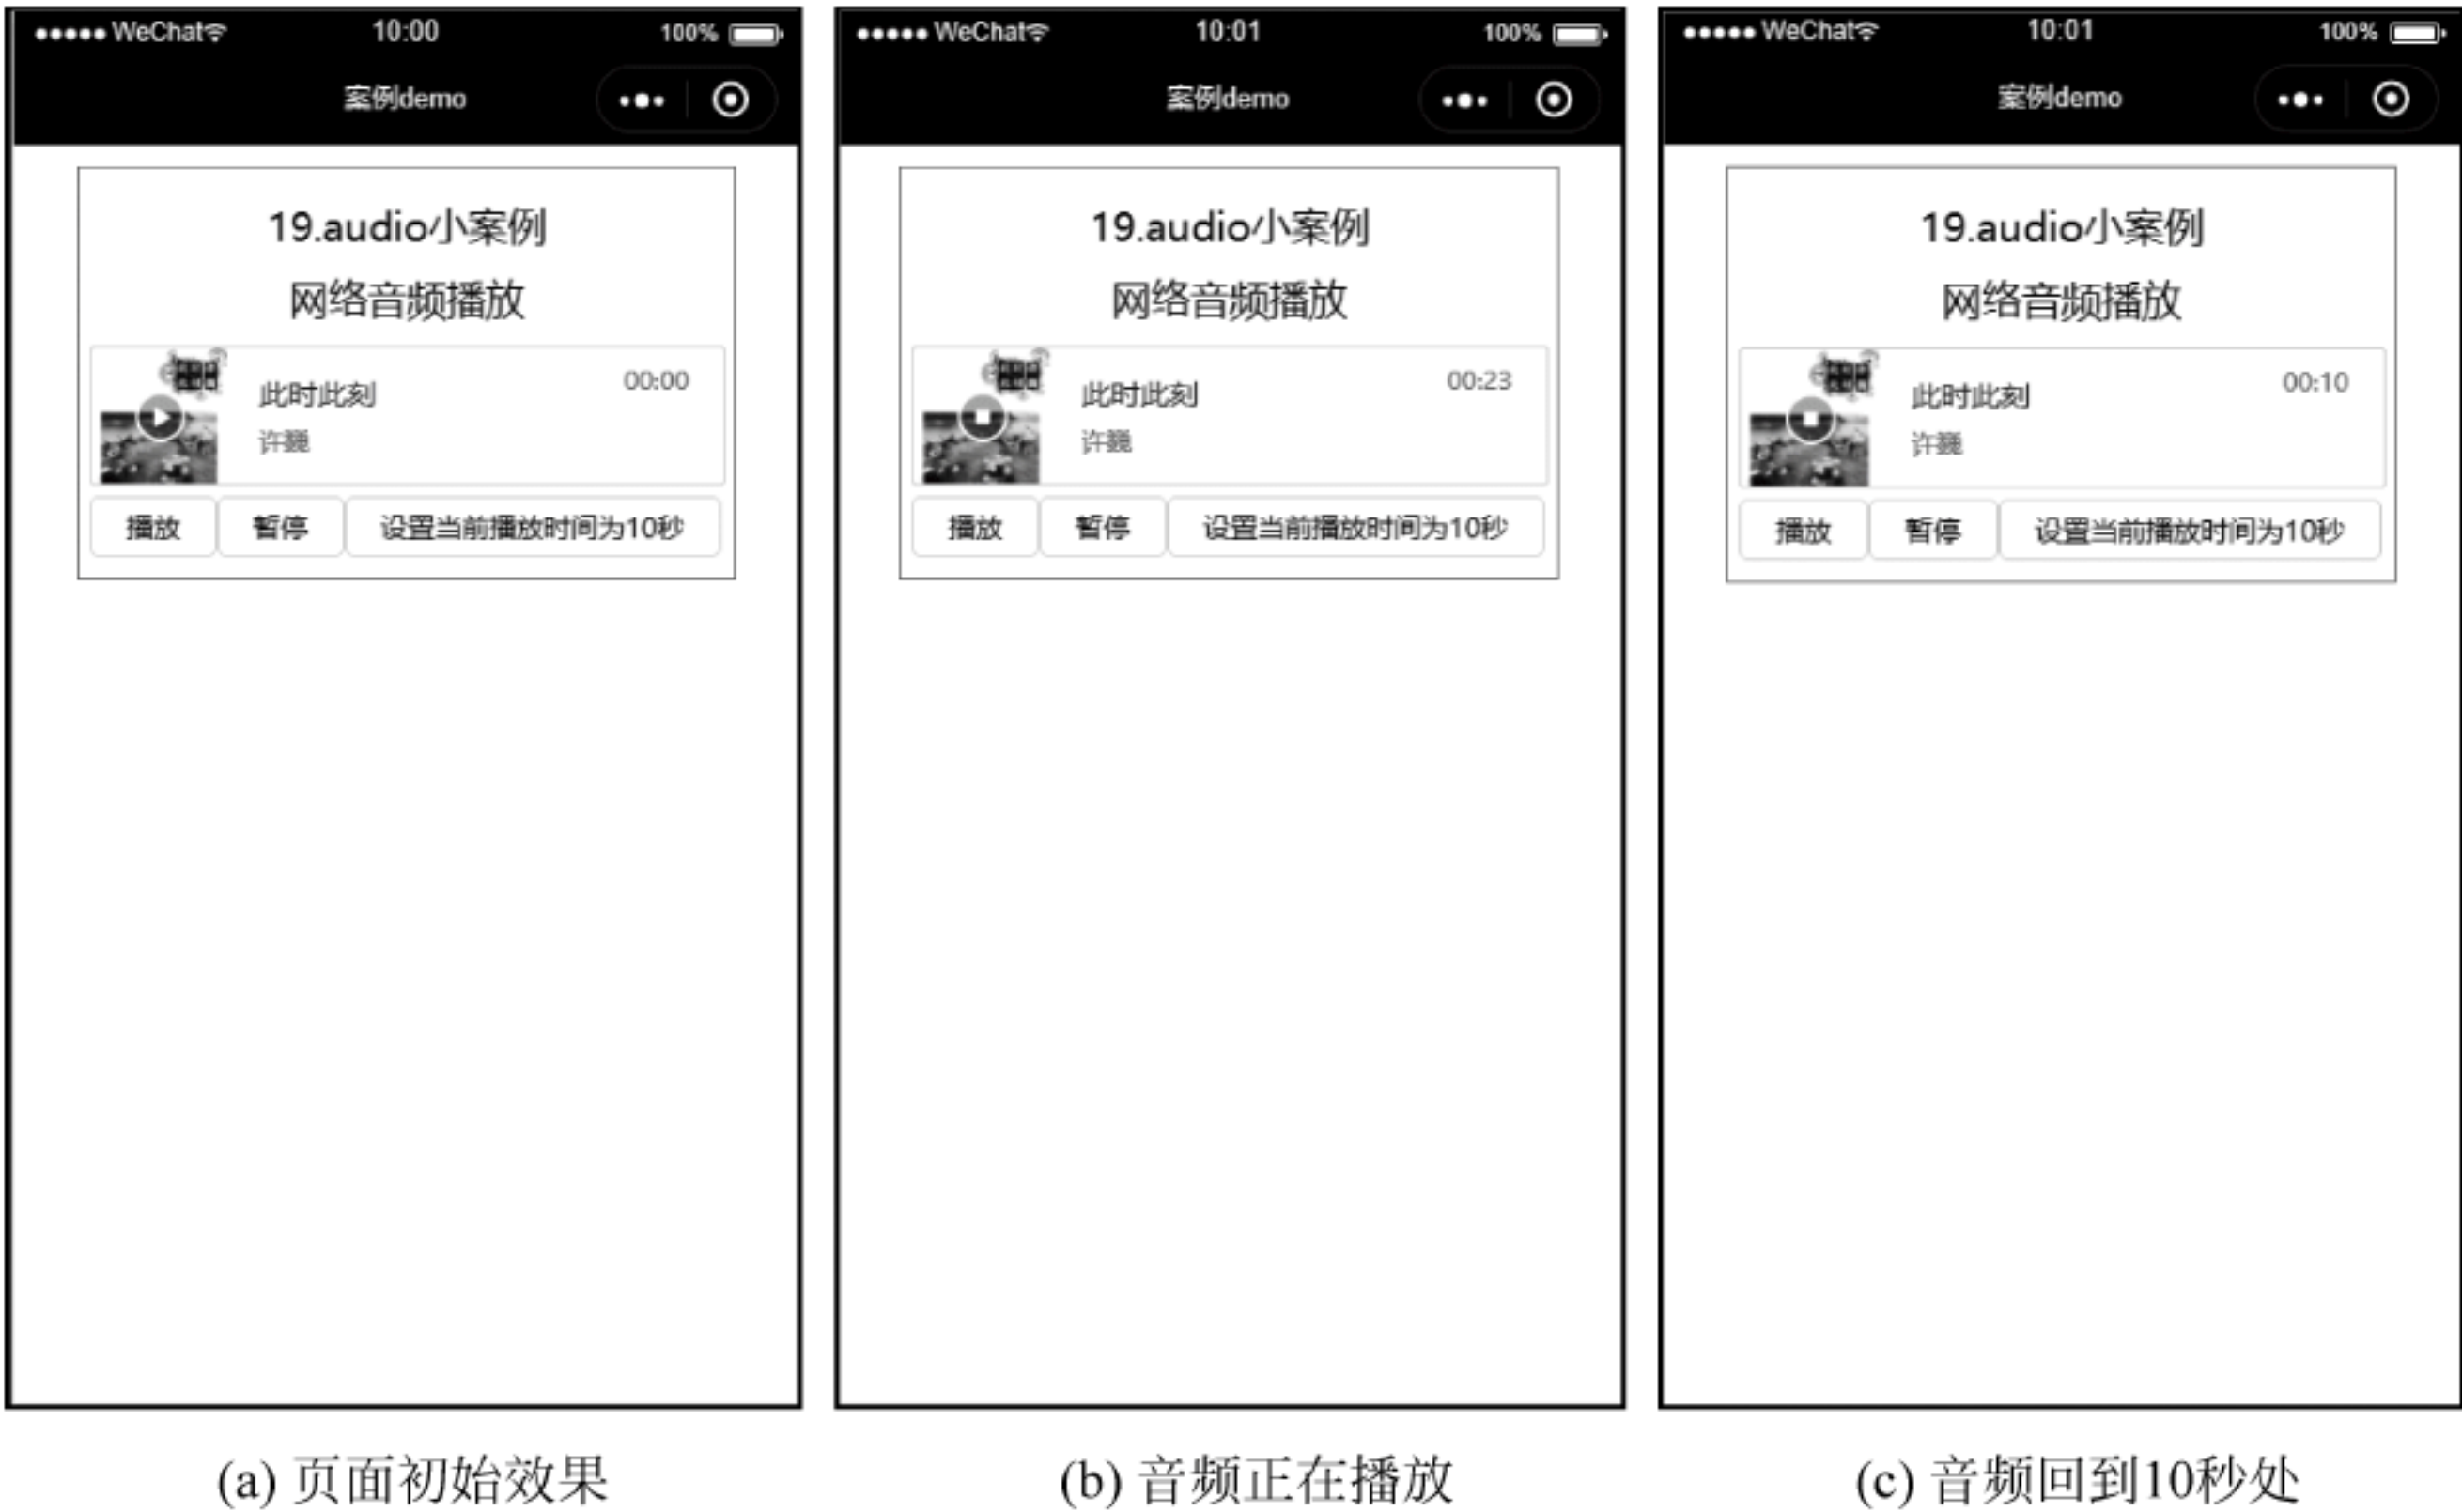 WeChat 10:00 100%
案例demo
19.audio小案例
网络音频播放
此时此刻 00:00
许巍
播放 暂停 设置当前播放时间为10秒
(a) 页面初始效果
WeChat 10:01 100%
案例demo
19.audio小案例
网络音频播放
此时此刻 00:23
许巍
播放 暂停 设置当前播放时间为10秒
(b) 音频正在播放
WeChat 10:01 100%
案例demo
19.audio小案例
网络音频播放
此时此刻 00:10
许巍
播放 暂停 设置当前播放时间为10秒
(c) 音频回到10秒处